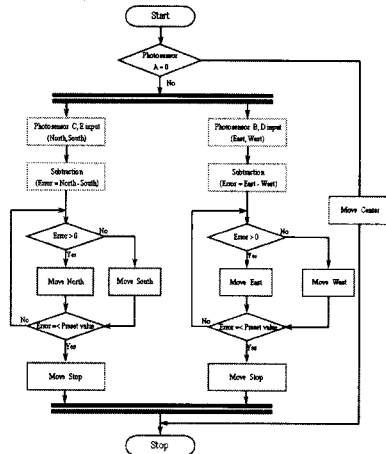 Start
Photosensor
A = 0
No
Photosensor C, E input
(North, South)
Photosensor B, D input
(East, West)
Subtraction
(Error = North - South)
Subtraction
(Error = East - West)
Move Center
Error > 0
No
Yes
Error > 0
No
Yes
Move North
Move South
Move East
Move West
No
Error =< Preset value
Yes
No
Error =< Preset value
Yes
Move Stop
Move Stop
Stop